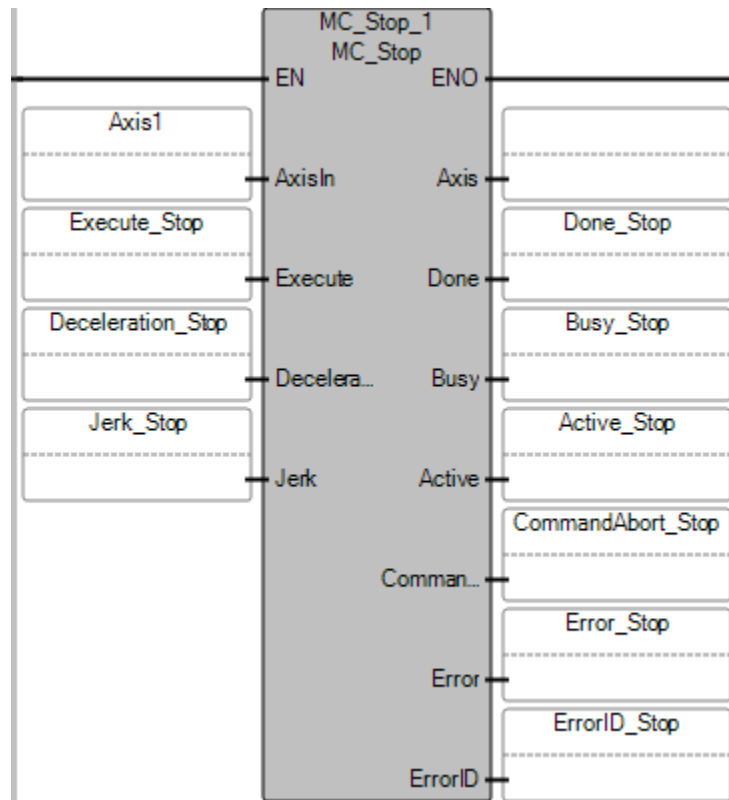 MC_Stop_1
MC_Stop
EN ENO
Axis1
AxisIn Axis
Execute_Stop Done_Stop
Execute Done
Deceleration_Stop Busy_Stop
Decelera... Busy
Jerk_Stop Active_Stop
Jerk Active
CommandAbort_Stop
Comman...
Error_Stop
Error
ErrorID_Stop
ErrorID